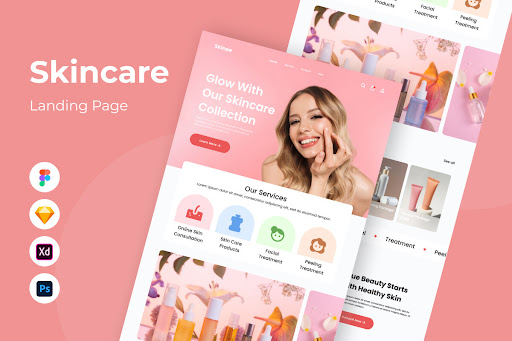 Skincare
Landing Page
Xd
Ps
Skincare
Glow With
Our Skincare
Collection
Learn More
Our Services
Lorem ipsum dolor sit amet, consectetur adipiscing elit, sed do eiusmod tempor.
Online Skin
Consultation
Skin Care
Products
Facial
Treatment
Peeling
Treatment
Products
Facial
Treatment
Peeling
Treatment
See all
Treatment
Pee
ue Beauty Starts
th Healthy Skin